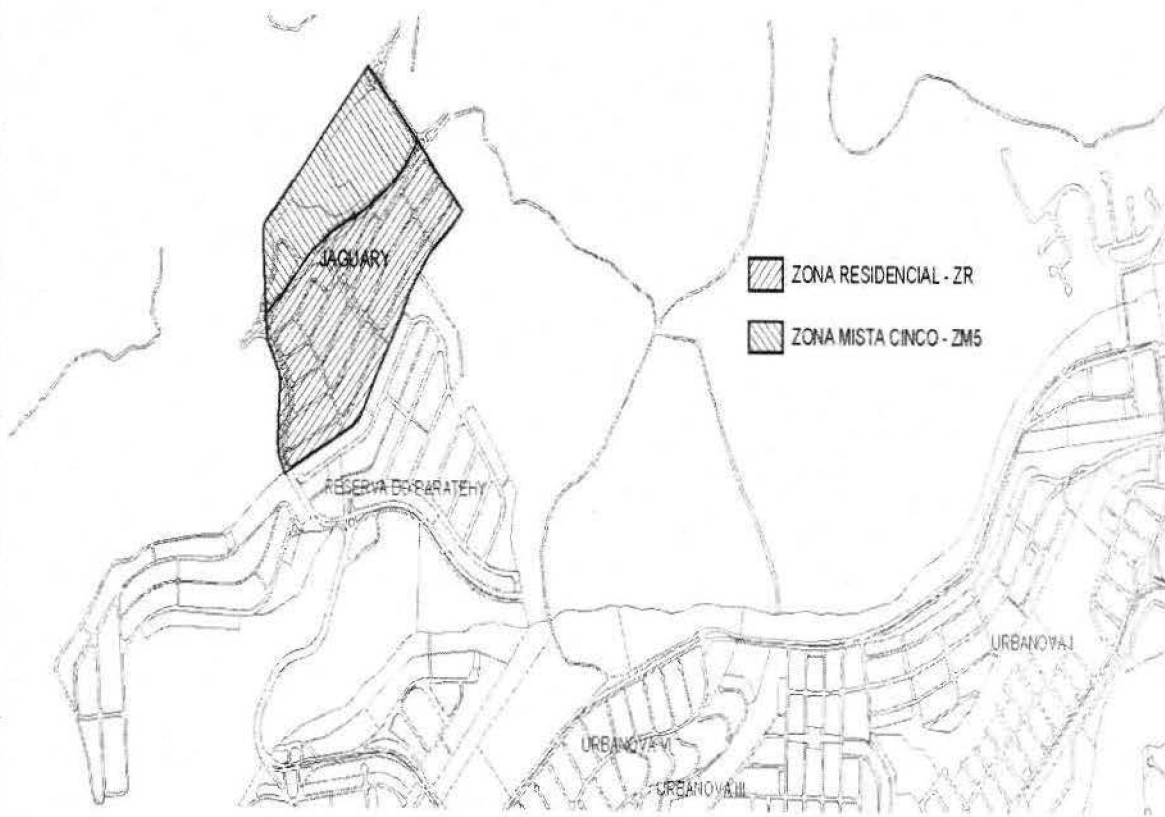 JAGUARY
ZONA RESIDENCIAL - ZR
ZONA MISTA CINCO - ZM5
RESERVA DO PARATEHY
URBANOVA I
URBANOVA VI
URBANOVA III